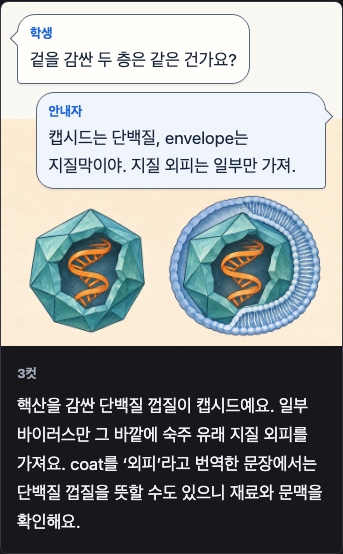 학생
겉을 감싼 두 층은 같은 건가요?
안내자
캡시드는 단백질, envelope는
지질막이야. 지질 외피는 일부만 가져.
3컷
핵산을 감싼 단백질 껍질이 캡시드예요. 일부
바이러스만 그 바깥에 숙주 유래 지질 외피를
가져요. coat를 ‘외피’라고 번역한 문장에서는
단백질 껍질을 뜻할 수도 있으니 재료와 문맥을
확인해요.